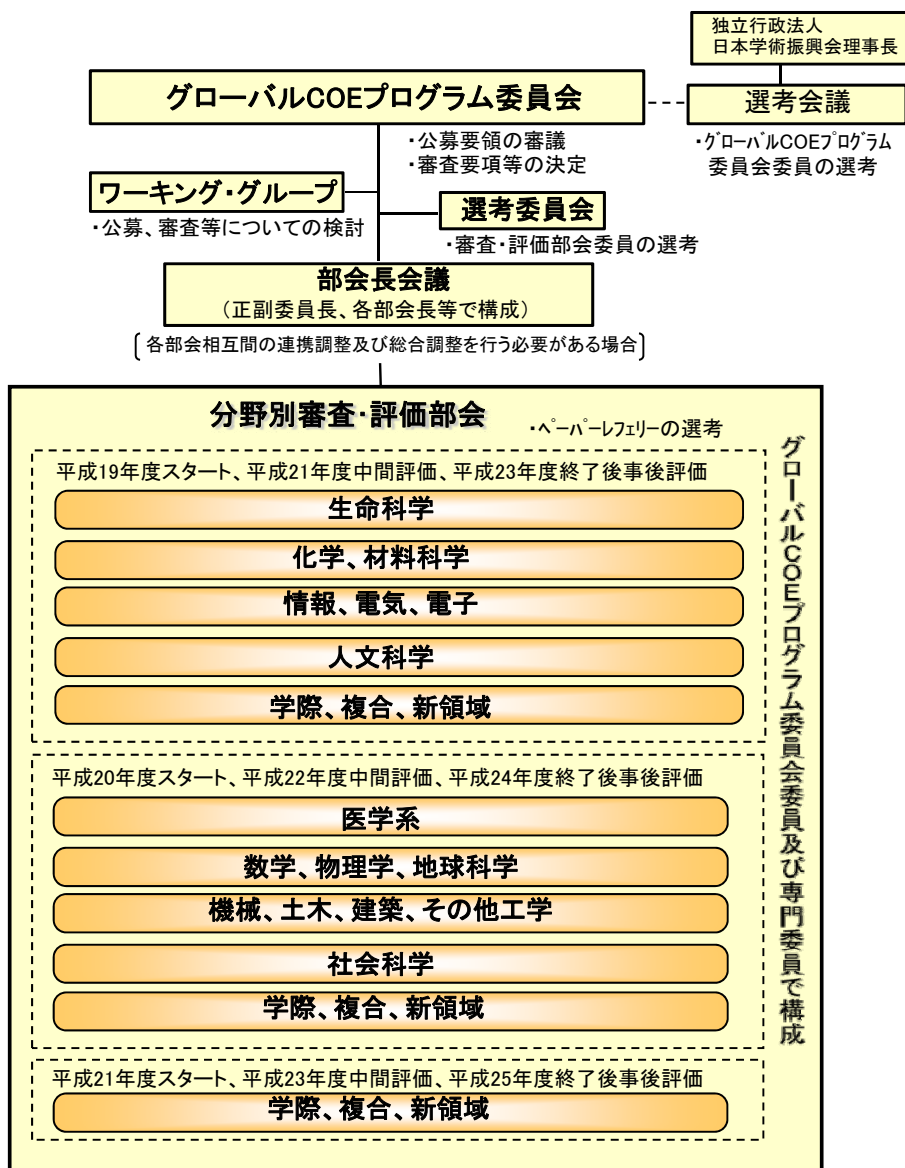 独立行政法人
日本学術振興会理事長
グローバルCOEプログラム委員会
選考会議
・公募要領の審議
・審査要項等の決定
・グローバルCOEプログラム
委員会委員の選考
ワーキング・グループ
・公募、審査等についての検討
選考委員会
・審査・評価部会委員の選考
部会長会議
（正副委員長、各部会長等で構成）
〔各部会相互間の連携調整及び総合調整を行う必要がある場合〕
分野別審査・評価部会
・ペーパーレフェリーの選考
平成19年度スタート、平成21年度中間評価、平成23年度終了後事後評価
生命科学
化学、材料科学
情報、電気、電子
人文科学
学際、複合、新領域
平成20年度スタート、平成22年度中間評価、平成24年度終了後事後評価
医学系
数学、物理学、地球科学
機械、土木、建築、その他工学
社会科学
学際、複合、新領域
平成21年度スタート、平成23年度中間評価、平成25年度終了後事後評価
学際、複合、新領域
グローバルCOEプログラム委員会委員及び専門委員で構成